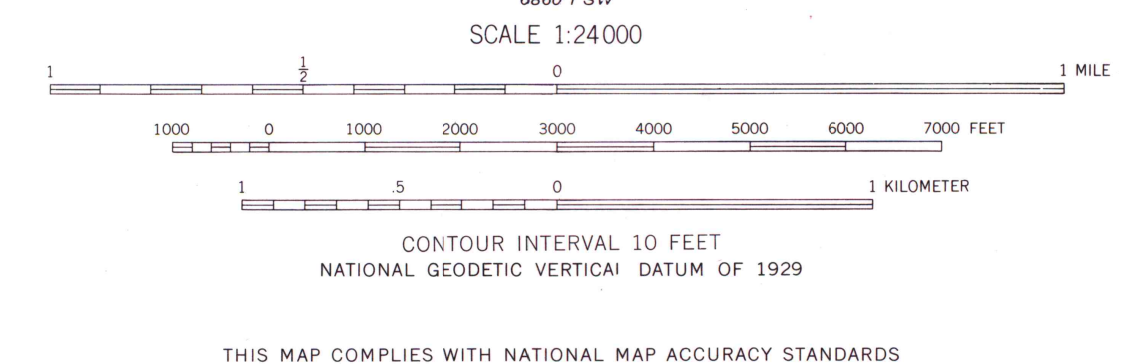 SCALE 1:24000
1 1/2 0 1 MILE
1000 0 1000 2000 3000 4000 5000 6000 7000 FEET
1 .5 0 1 KILOMETER
CONTOUR INTERVAL 10 FEET
NATIONAL GEODETIC VERTICAL DATUM OF 1929
THIS MAP COMPLIES WITH NATIONAL MAP ACCURACY STANDARDS